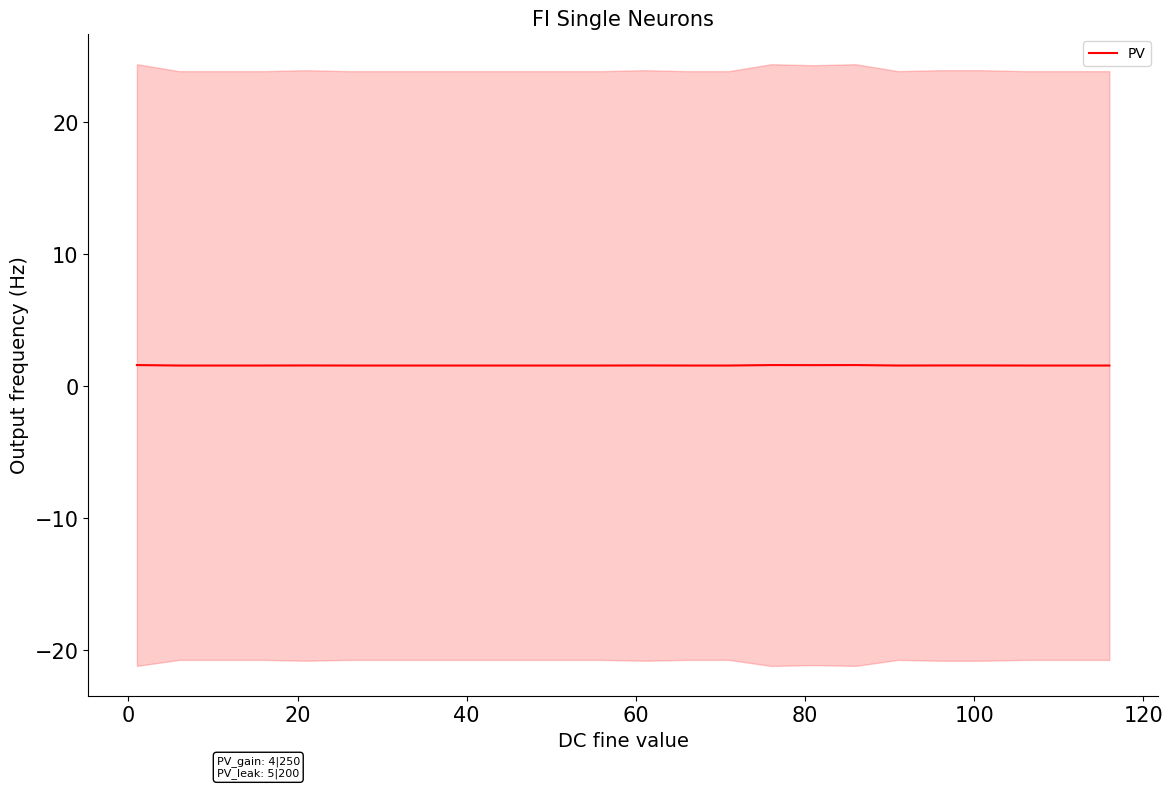 FI Single Neurons
PV
Output frequency (Hz)
20
10
0
−10
−20
0 20 40 60 80 100 120
DC fine value
PV_gain: 4|250
PV_leak: 5|200